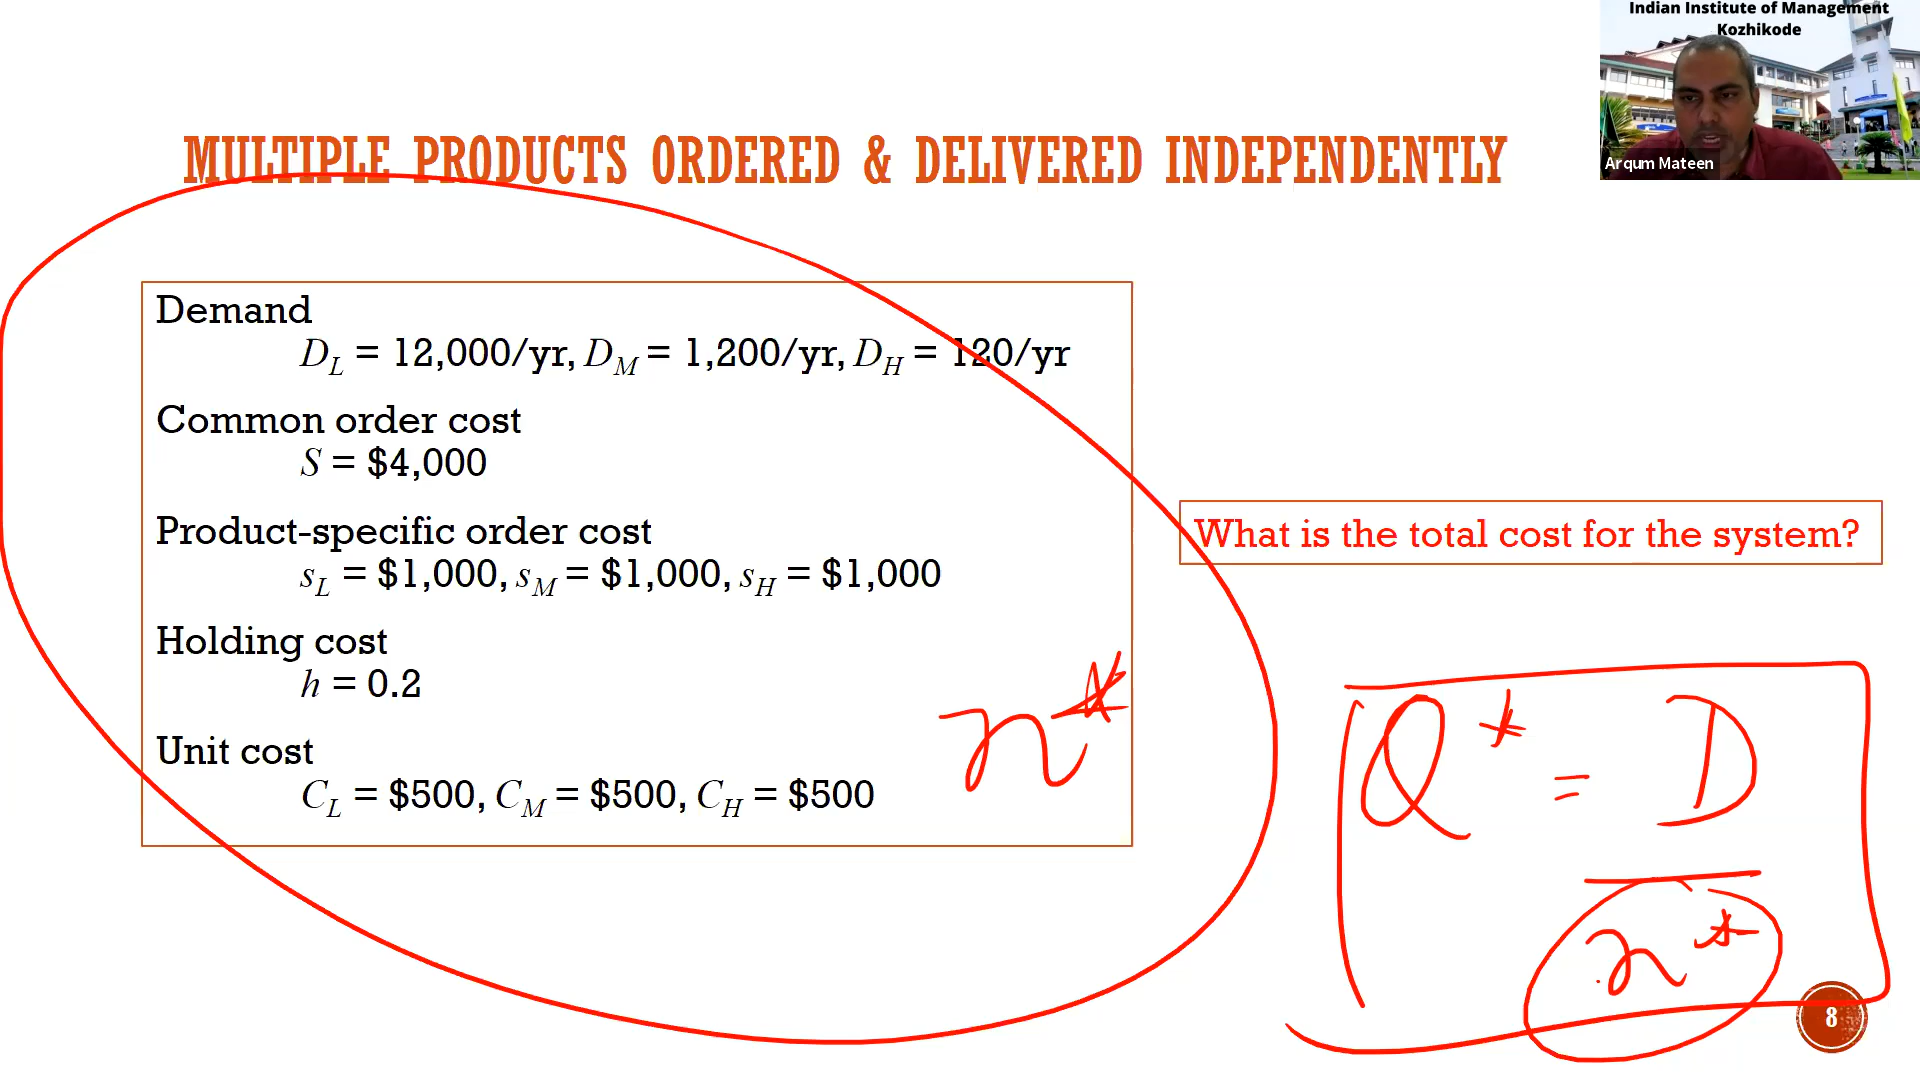 Indian Institute of Management
Kozhikode
Arqum Mateen
MULTIPLE PRODUCTS ORDERED & DELIVERED INDEPENDENTLY
Demand
D_L = 12,000/yr, D_M = 1,200/yr, D_H = 120/yr
Common order cost
S = $4,000
Product-specific order cost
s_L = $1,000, s_M = $1,000, s_H = $1,000
Holding cost
h = 0.2
Unit cost
C_L = $500, C_M = $500, C_H = $500
n*
What is the total cost for the system?
Q* = D
n*
8